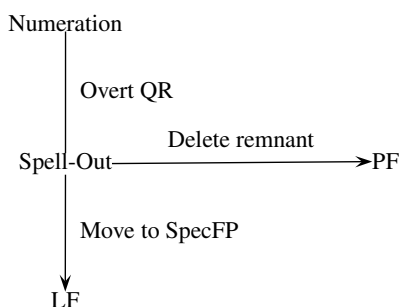 Numeration
Overt QR
Delete remnant
Spell-Out
PF
Move to SpecFP
LF